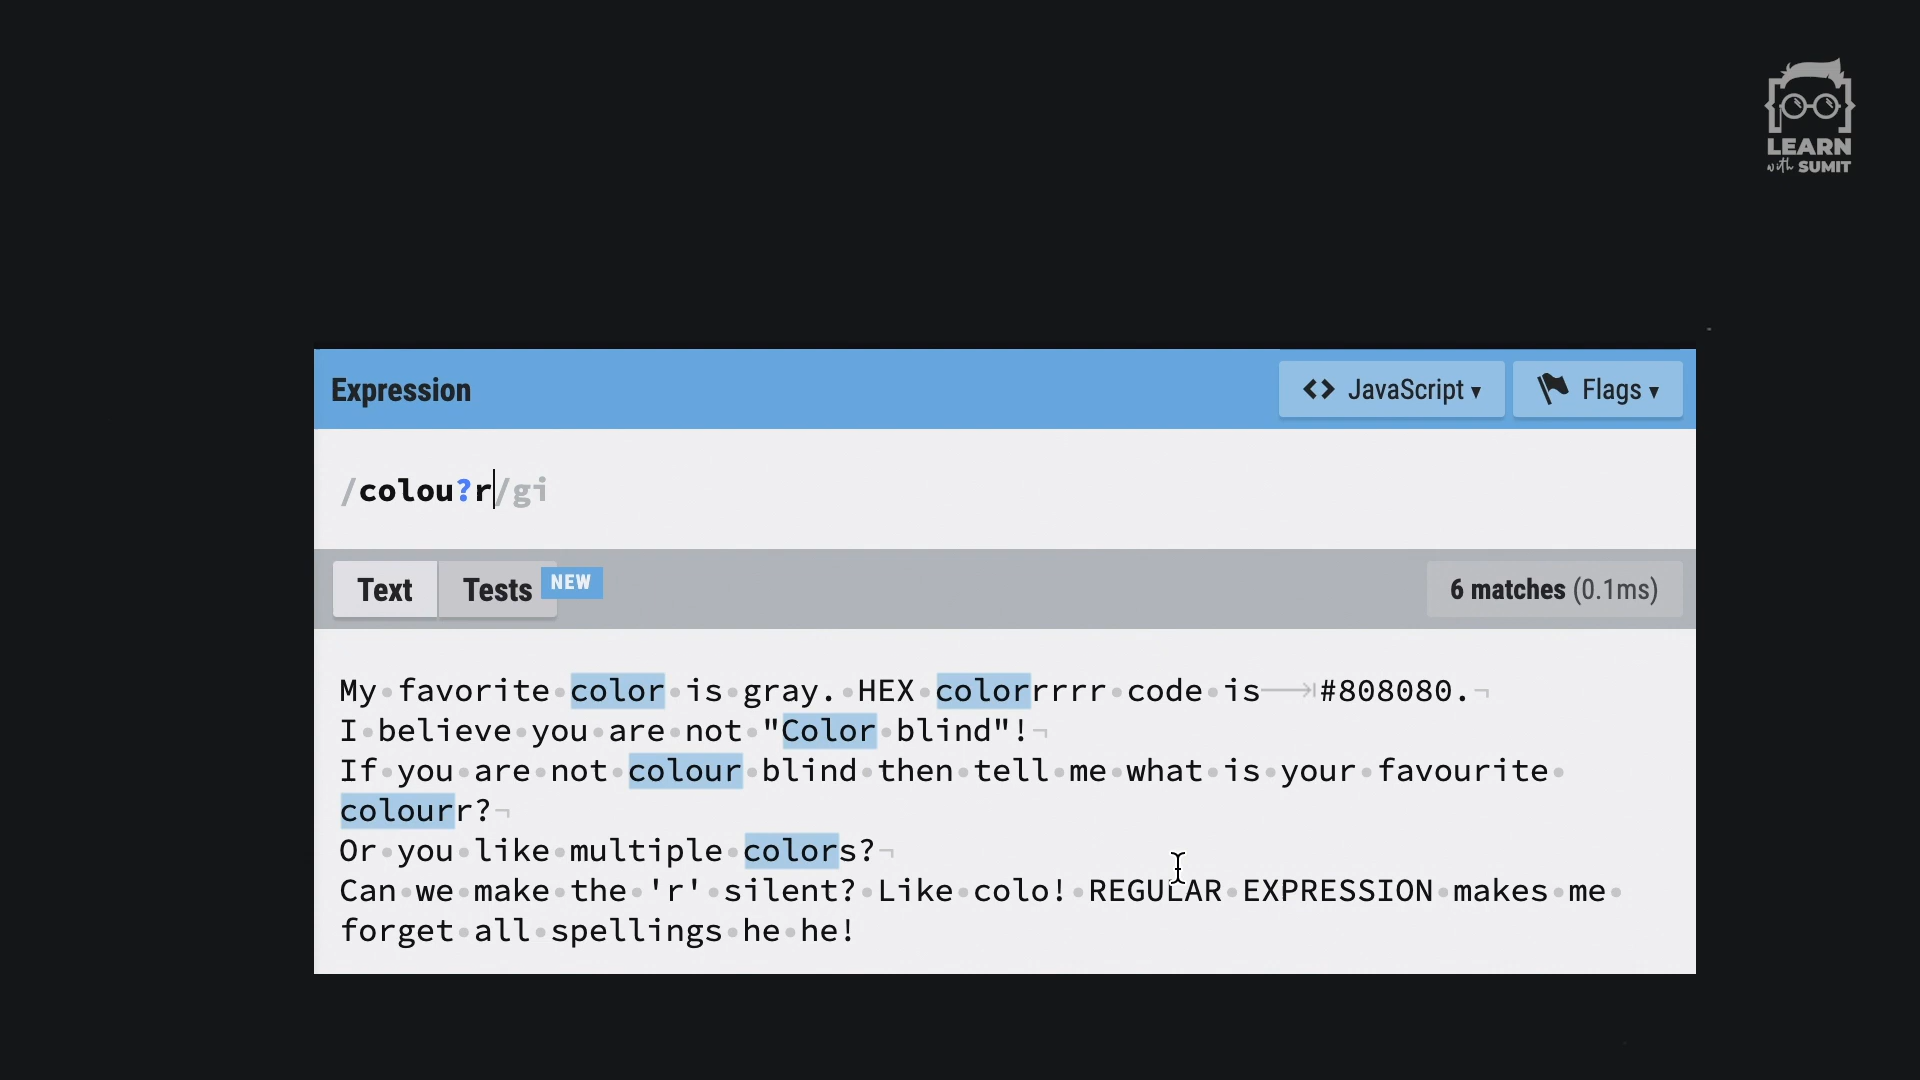 LEARN
with SUMIT
Expression
JavaScript
Flags
/colou?r/gi
Text
Tests
NEW
6 matches (0.1ms)
My favorite color is gray. HEX colorrrrr code is #808080.
I believe you are not "Color blind"!
If you are not colour blind then tell me what is your favourite
colourr?
Or you like multiple colors?
Can we make the 'r' silent? Like colo! REGULAR EXPRESSION makes me
forget all spellings he he!